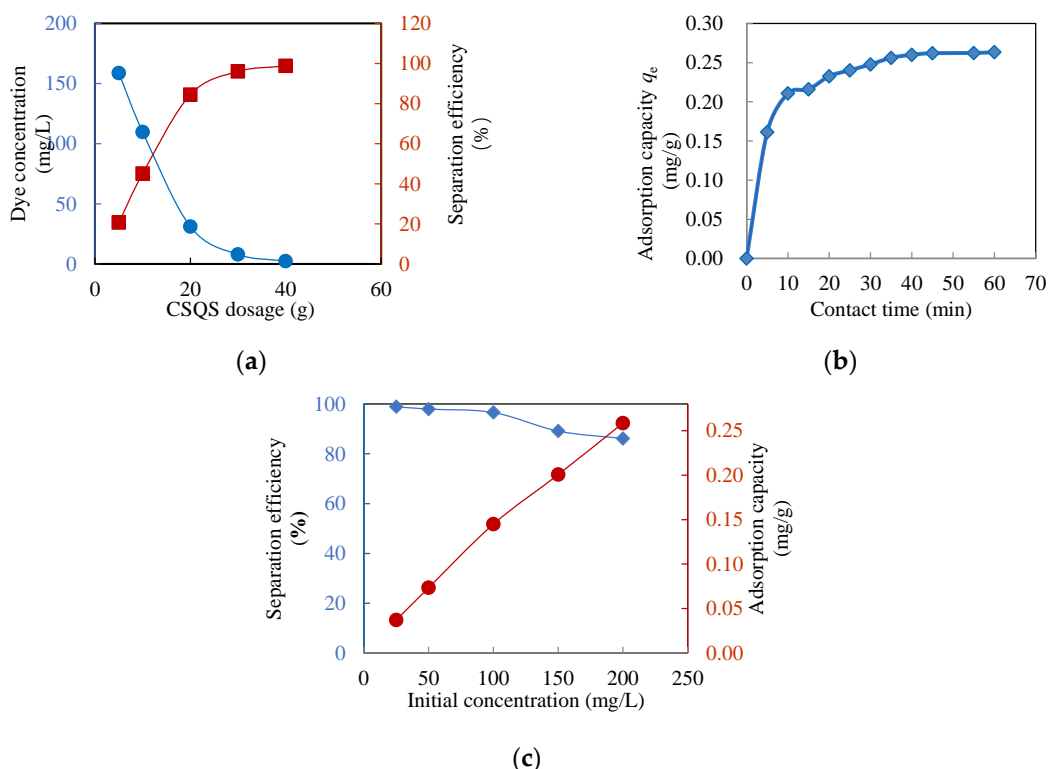 200
150
100
50
0
Dye concentration
(mg/L)
120
100
80
60
40
20
0
Separation efficiency
(%)
0 20 40 60
CSQS dosage (g)
(a)
0.30
0.25
0.20
0.15
0.10
0.05
0.00
Adsorption capacity qe
(mg/g)
0 10 20 30 40 50 60 70
Contact time (min)
(b)
100
80
60
40
20
0
Separation efficiency
(%)
0.25
0.20
0.15
0.10
0.05
0.00
Adsorption capacity
(mg/g)
0 50 100 150 200 250
Initial concentration (mg/L)
(c)